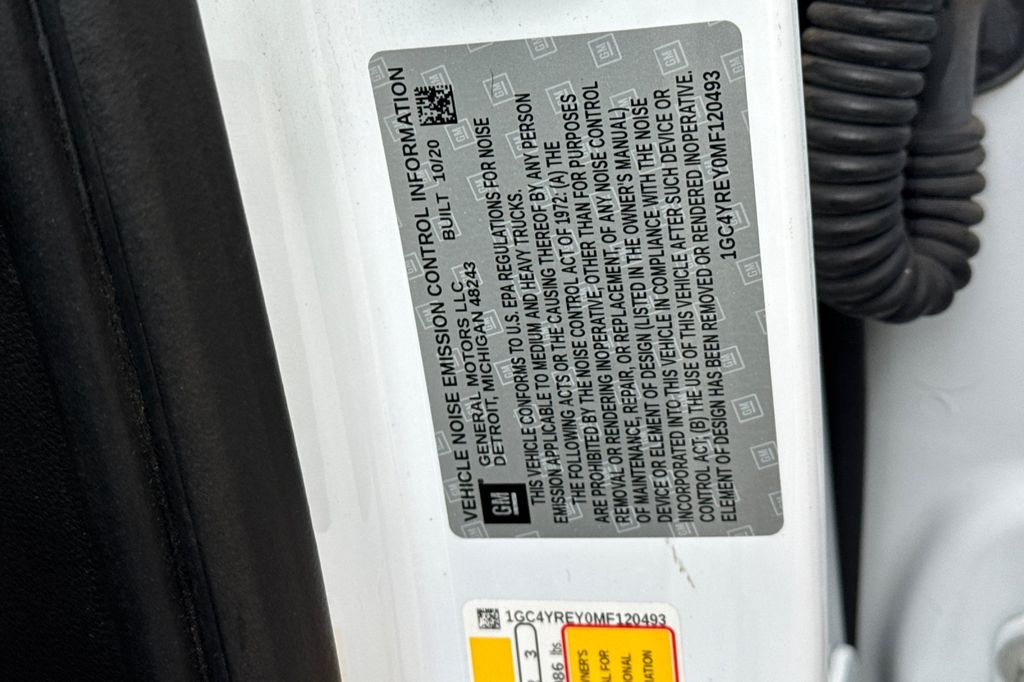 VEHICLE NOISE EMISSION CONTROL INFORMATION
GENERAL MOTORS LLC
BUILT 10/20
DETROIT, MICHIGAN 48243
GM
THIS VEHICLE CONFORMS TO U.S. EPA REGULATIONS FOR NOISE
EMISSION APPLICABLE TO MEDIUM AND HEAVY TRUCKS.
THE FOLLOWING ACTS OR THE CAUSING THEREOF BY ANY PERSON
ARE PROHIBITED BY THE NOISE CONTROL ACT OF 1972: (A) THE
REMOVAL OR RENDERING INOPERATIVE, OTHER THAN FOR PURPOSES
OF MAINTENANCE, REPAIR, OR REPLACEMENT, OF ANY NOISE CONTROL
DEVICE OR ELEMENT OF DESIGN (LISTED IN THE OWNER'S MANUAL)
INCORPORATED INTO THIS VEHICLE IN COMPLIANCE WITH THE NOISE
CONTROL ACT, (B) THE USE OF THIS VEHICLE AFTER SUCH DEVICE OR
ELEMENT OF DESIGN HAS BEEN REMOVED OR RENDERED INOPERATIVE.
1GC4YREY0MF120493
1GC4YREY0MF120493
3
lbs